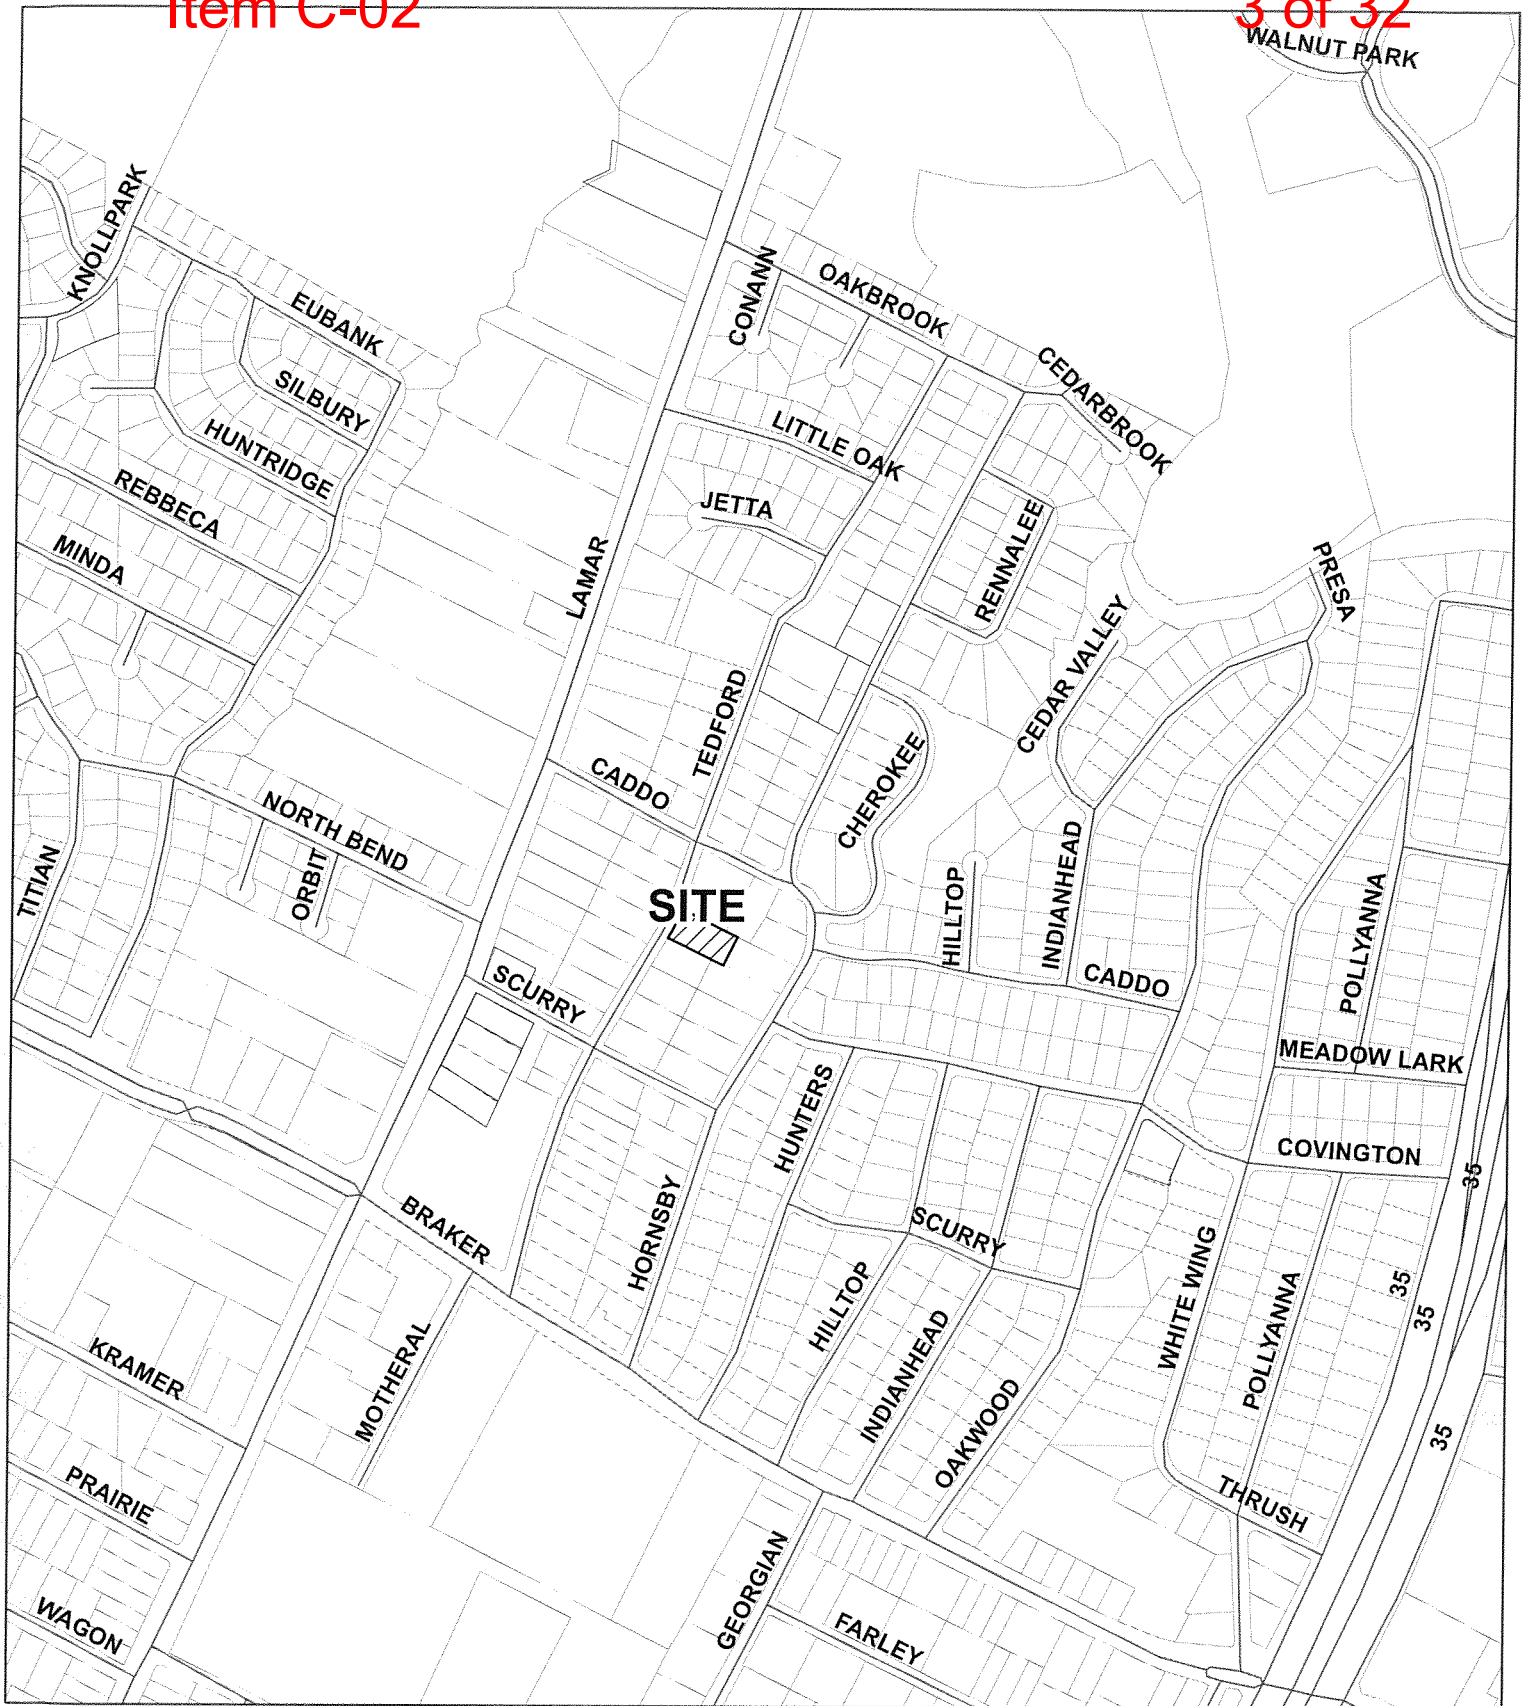 Item C-02
3 of 32
WALNUT PARK
KNOLLPARK
EUBANK
CONANN
OAKBROOK
SILBURY
CEDARBROOK
HUNTRIDGE
LITTLE OAK
REBBECA
JETTA
MINDA
LAMAR
RENNALEE
PRESA
CEDAR VALLEY
TEDFORD
CADDO
CHEROKEE
NORTH BEND
ORBIT
TITIAN
SITE
HILLTOP
INDIANHEAD
POLLYANNA
CADDO
SCURRY
MEADOW LARK
HUNTERS
COVINGTON
35
BRAKER
HORNSBY
SCURRY
WHITE WING
HILLTOP
POLLYANNA
35
35
KRAMER
MOTHERAL
INDIANHEAD
OAKWOOD
35
PRAIRIE
THRUSH
GEORGIAN
WAGON
FARLEY